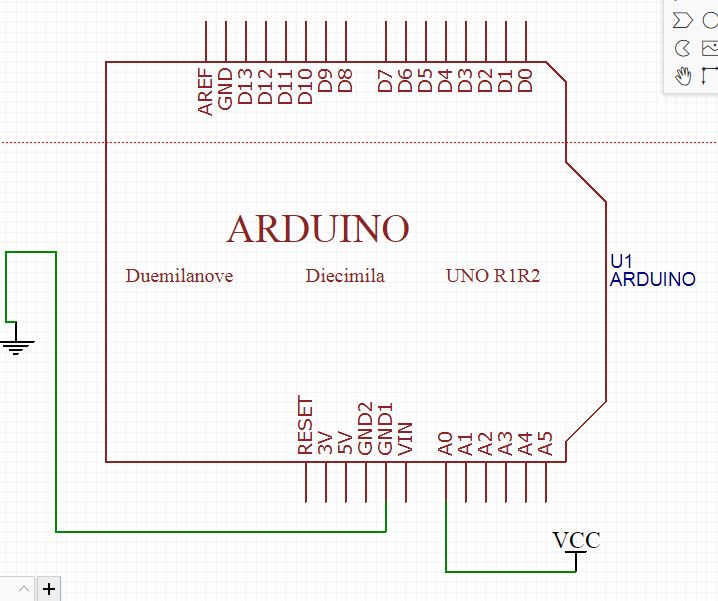 AREF
GND
D13
D12
D11
D10
D9
D8
D7
D6
D5
D4
D3
D2
D1
D0
ARDUINO
Duemilanove Diecimila UNO R1R2
U1
ARDUINO
RESET
3V
5V
GND2
GND1
VIN
A0
A1
A2
A3
A4
A5
VCC